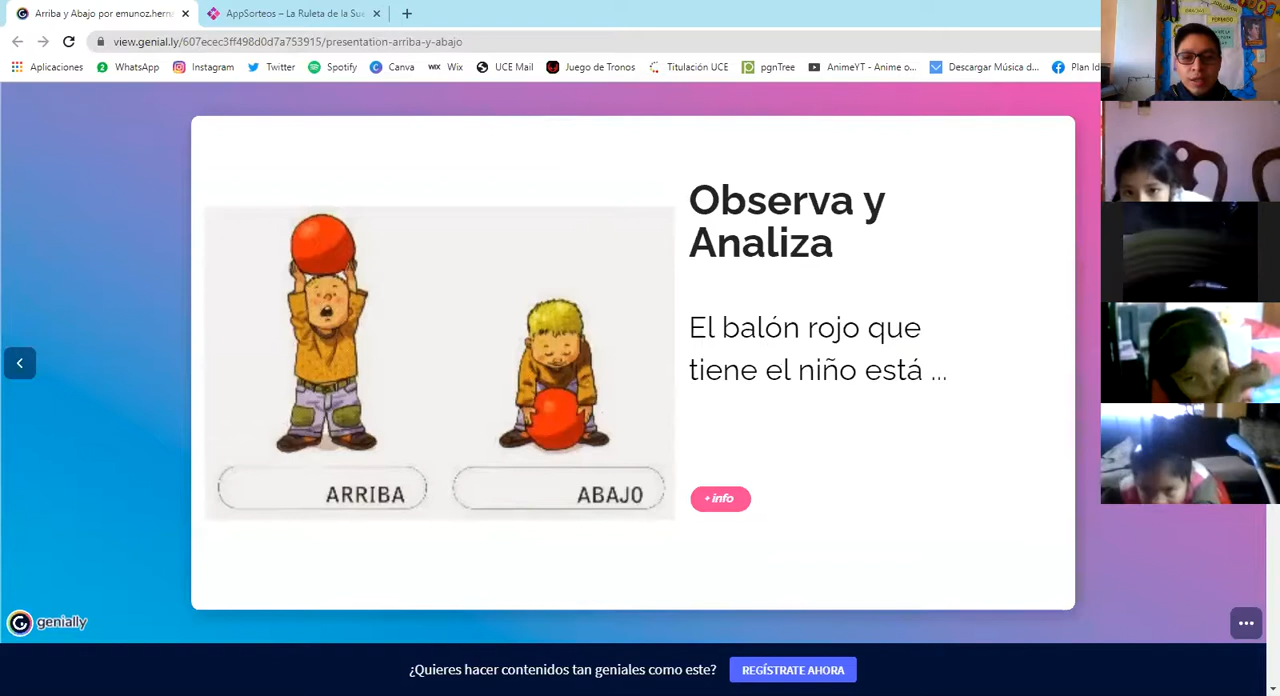 Arriba y Abajo por emunoz.herna
AppSorteos – La Ruleta de la Sue
view.genial.ly/607ecec3ff498d0d7a753915/presentation-arriba-y-abajo
Aplicaciones WhatsApp Instagram Twitter Spotify Canva WIX Wix UCE Mail Juego de Tronos Titulación UCE pgnTree AnimeYT - Anime o... Descargar Música d... Plan Id
Observa y
Analiza
El balón rojo que
tiene el niño está ...
ARRIBA ABAJO
+ info
genially
¿Quieres hacer contenidos tan geniales como este? REGÍSTRATE AHORA